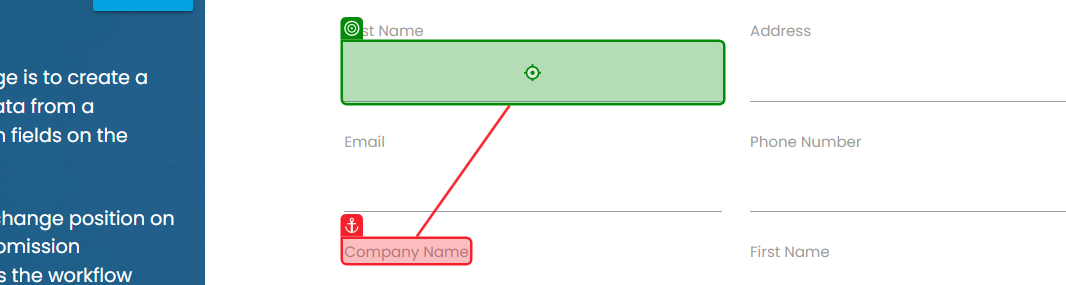 st Name
Address
ge is to create a
ata from a
n fields on the
Email
Phone Number
change position on
bmission
s the workflow
Company Name
First Name